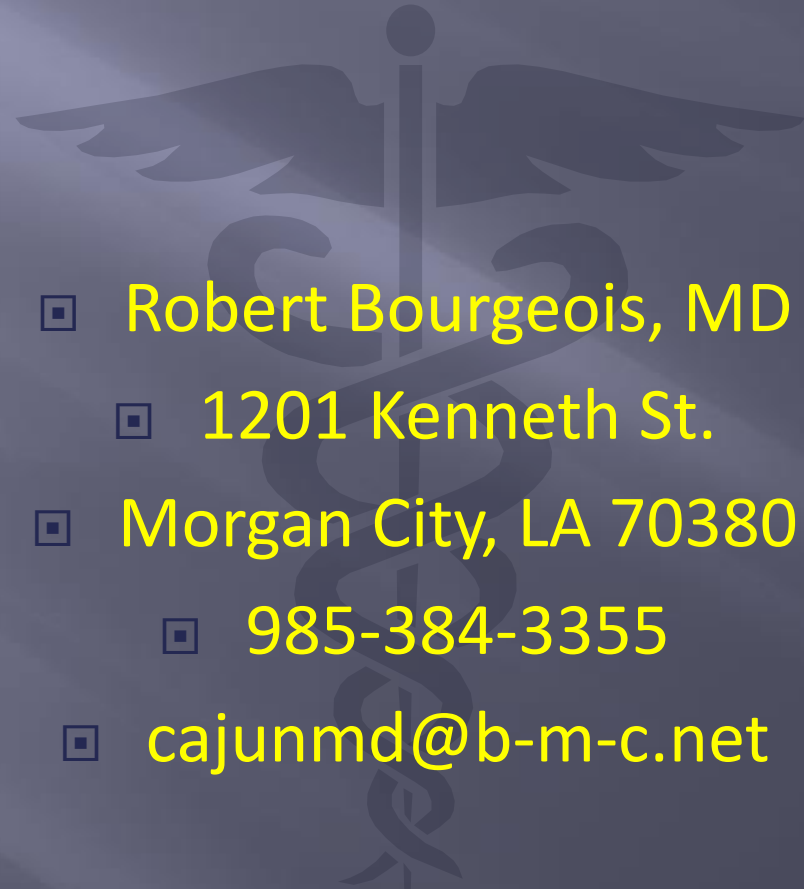 Robert Bourgeois, MD
1201 Kenneth St.
Morgan City, LA 70380
985-384-3355
cajunmd@b-m-c.net